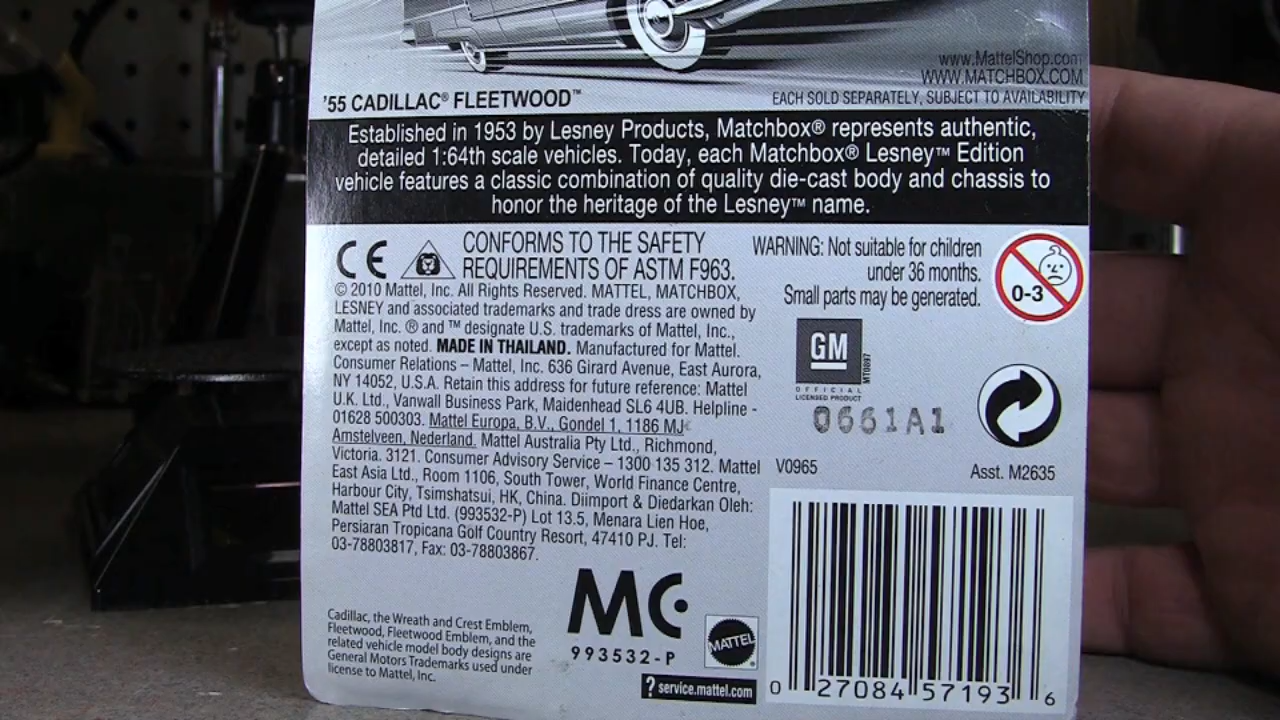 www.MattelShop.com
WWW.MATCHBOX.COM
'55 CADILLAC® FLEETWOOD™
EACH SOLD SEPARATELY, SUBJECT TO AVAILABILITY
Established in 1953 by Lesney Products, Matchbox® represents authentic,
detailed 1:64th scale vehicles. Today, each Matchbox® Lesney™ Edition
vehicle features a classic combination of quality die-cast body and chassis to
honor the heritage of the Lesney™ name.
CE
CONFORMS TO THE SAFETY
REQUIREMENTS OF ASTM F963.
© 2010 Mattel, Inc. All Rights Reserved. MATTEL, MATCHBOX,
LESNEY and associated trademarks and trade dress are owned by
Mattel, Inc. ® and ™ designate U.S. trademarks of Mattel, Inc.,
except as noted. MADE IN THAILAND. Manufactured for Mattel.
Consumer Relations – Mattel, Inc. 636 Girard Avenue, East Aurora,
NY 14052, U.S.A. Retain this address for future reference: Mattel
U.K. Ltd., Vanwall Business Park, Maidenhead SL6 4UB. Helpline -
01628 500303. Mattel Europa, B.V., Gondel 1, 1186 MJ
Amstelveen, Nederland. Mattel Australia Pty Ltd., Richmond,
Victoria. 3121. Consumer Advisory Service – 1300 135 312. Mattel
East Asia Ltd., Room 1106, South Tower, World Finance Centre,
Harbour City, Tsimshatsui, HK, China. Diimport & Diedarkan Oleh:
Mattel SEA Ptd Ltd. (993532-P) Lot 13.5, Menara Lien Hoe,
Persiaran Tropicana Golf Country Resort, 47410 PJ. Tel:
03-78803817, Fax: 03-78803867.
WARNING: Not suitable for children
under 36 months.
Small parts may be generated.
0-3
GM
MT0097
OFFICIAL
LICENSED PRODUCT
0661A1
V0965
Asst. M2635
Cadillac, the Wreath and Crest Emblem,
Fleetwood, Fleetwood Emblem, and the
related vehicle model body designs are
General Motors Trademarks used under
license to Mattel, Inc.
MC
993532-P
MATTEL
? service.mattel.com
0 27084 57193 6